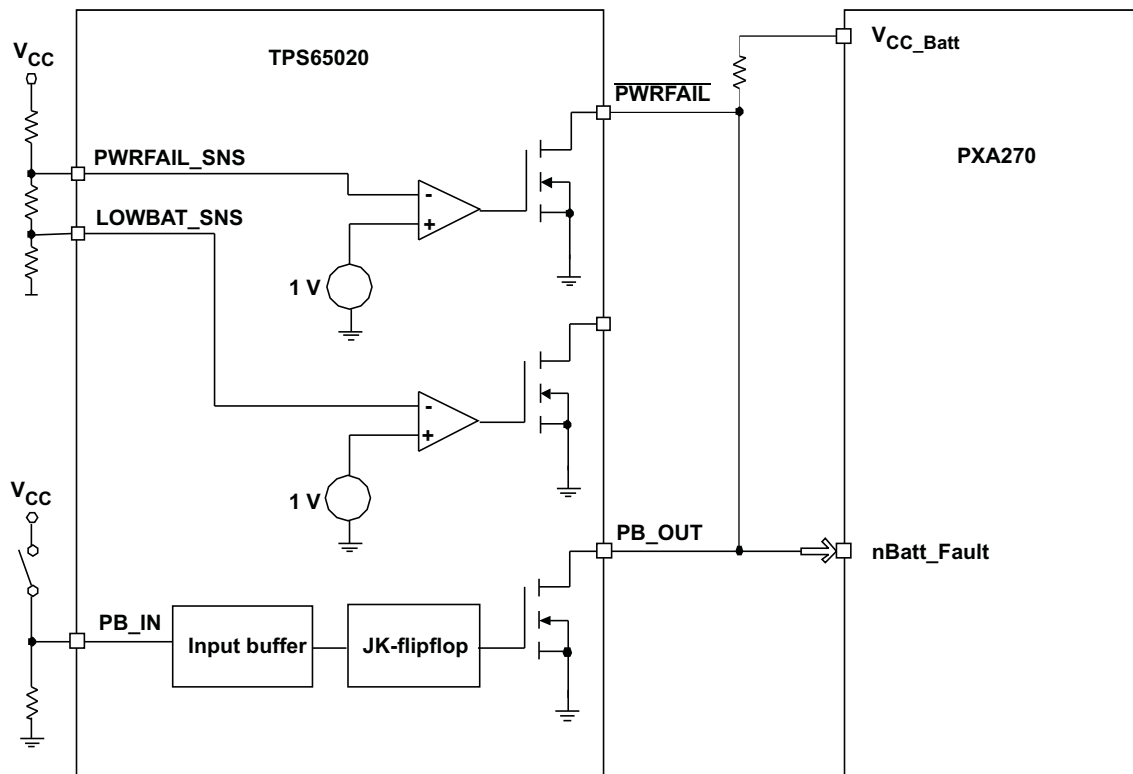 TPS65020
VCC
PWRFAIL_SNS
LOWBAT_SNS
-
+
1 V
PWRFAIL
VCC_Batt
PXA270
-
+
1 V
VCC
PB_IN
Input buffer
JK-flipflop
PB_OUT
nBatt_Fault